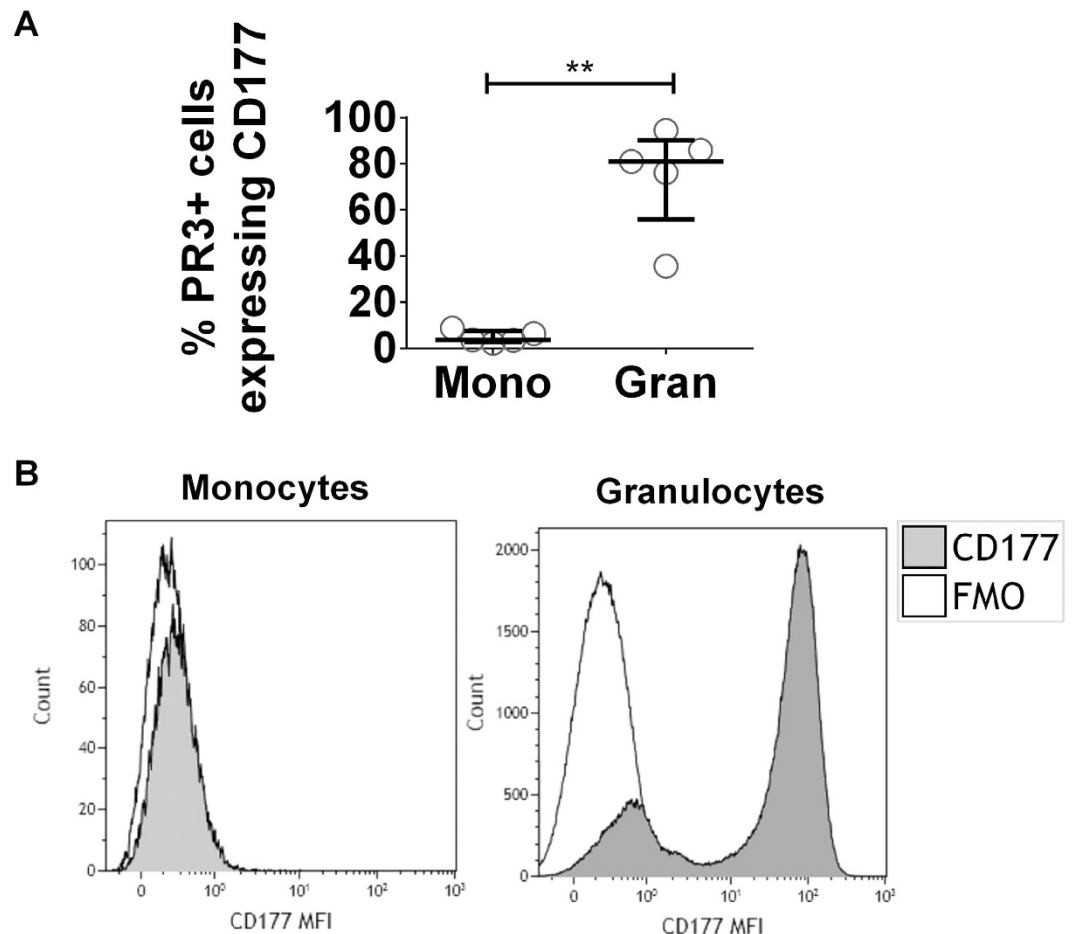 A
% PR3+ cells
expressing CD177
**
100
80
60
40
20
0
Mono Gran
B
Monocytes
Count
100
80
60
40
20
0
0 10⁰ 10¹ 10² 10³
CD177 MFI
Granulocytes
Count
2000
1500
1000
500
0
0 10⁰ 10¹ 10² 10³
CD177 MFI
CD177
FMO